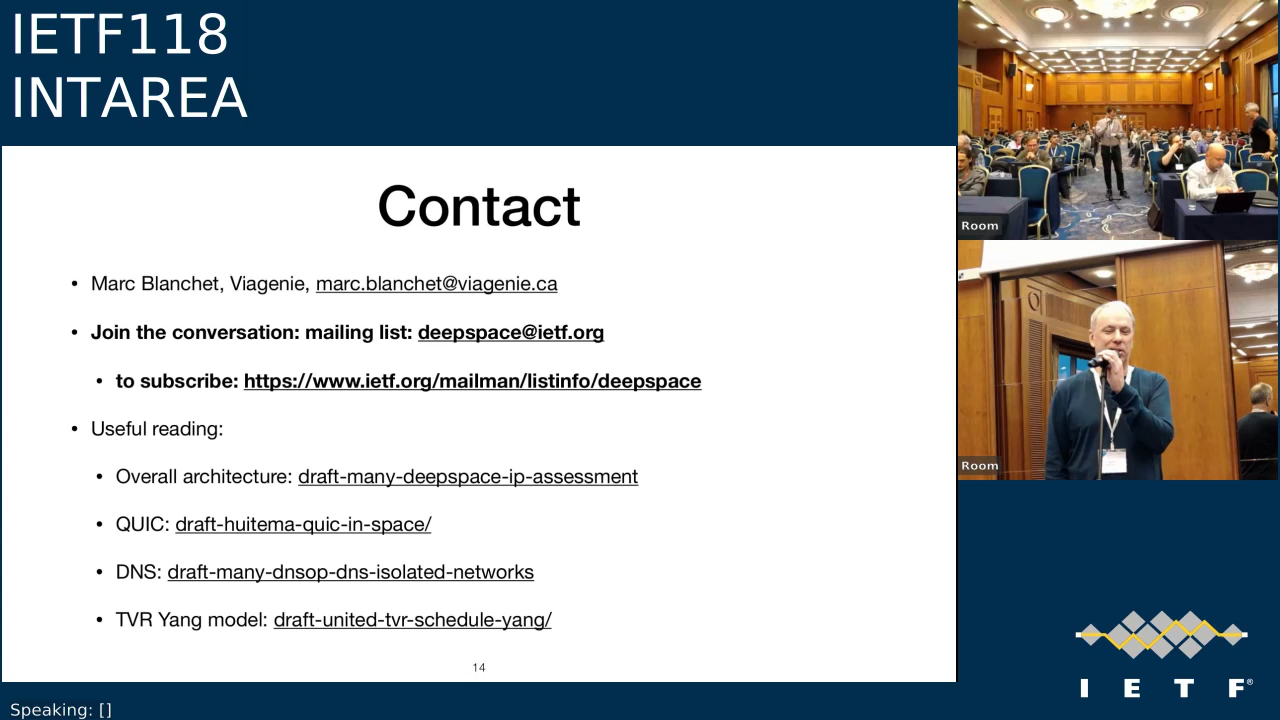 IETF118
INTAREA
Contact
• Marc Blanchet, Viagenie, marc.blanchet@viagenie.ca
• Join the conversation: mailing list: deepspace@ietf.org
• to subscribe: https://www.ietf.org/mailman/listinfo/deepspace
• Useful reading:
• Overall architecture: draft-many-deepspace-ip-assessment
• QUIC: draft-huitema-quic-in-space/
• DNS: draft-many-dnsop-dns-isolated-networks
• TVR Yang model: draft-united-tvr-schedule-yang/
14
Room
Room
I E T F®
Speaking: []